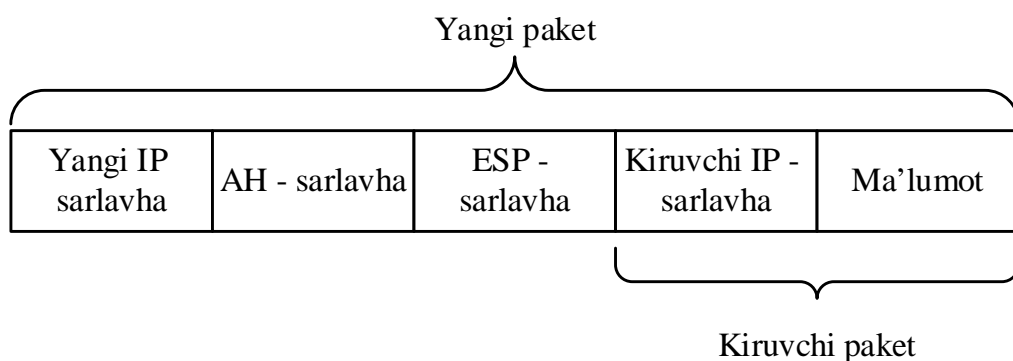 Yangi paket
Yangi IP
sarlavha
AH - sarlavha
ESP -
sarlavha
Kiruvchi IP -
sarlavha
Ma’lumot
Kiruvchi paket